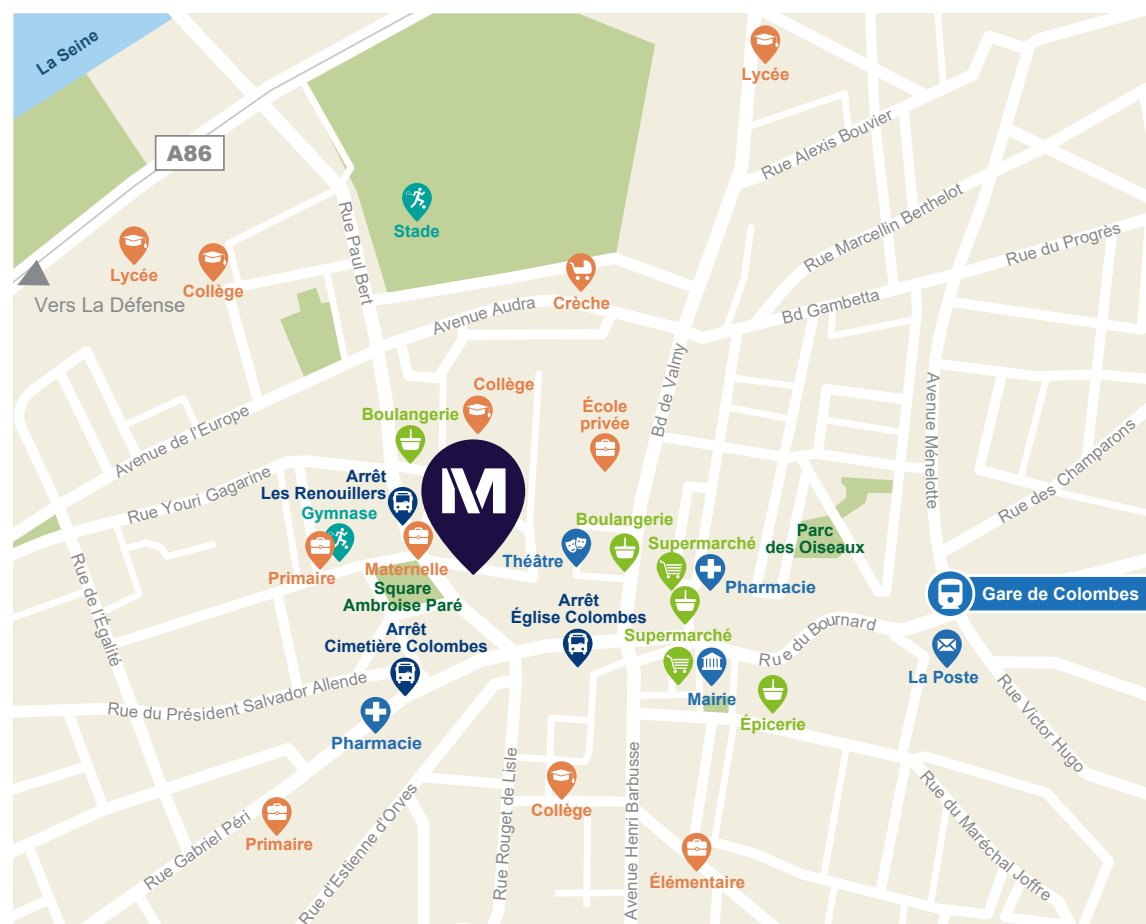 La Seine
Lycée
A86
Rue Alexis Bouvier
Rue Paul Bert
Stade
Rue Marcellin Berthelot
Rue du Progrès
Lycée
Collège
Vers La Défense
Crèche
Avenue Audra
Bd Gambetta
Bd de Valmy
Avenue Ménelotte
Collège
École
privée
Boulangerie
Avenue de l'Europe
Rue des Champarons
Arrêt
Les Renouillers
Rue Youri Gagarine
Gymnase
M
Boulangerie
Supermarché
Parc
des Oiseaux
Primaire
Maternelle
Théâtre
Pharmacie
Square
Ambroise Paré
Arrêt
Église Colombes
Gare de Colombes
Rue de l'Égalité
Arrêt
Cimetière Colombes
Supermarché
Rue du Bournard
La Poste
Mairie
Rue du Président Salvador Allende
Épicerie
Rue Victor Hugo
Pharmacie
Collège
Rue Gabriel Péri
Primaire
Rue d'Estienne d'Orves
Rue Rouget de Lisle
Avenue Henri Barbusse
Élémentaire
Rue du Maréchal Joffre